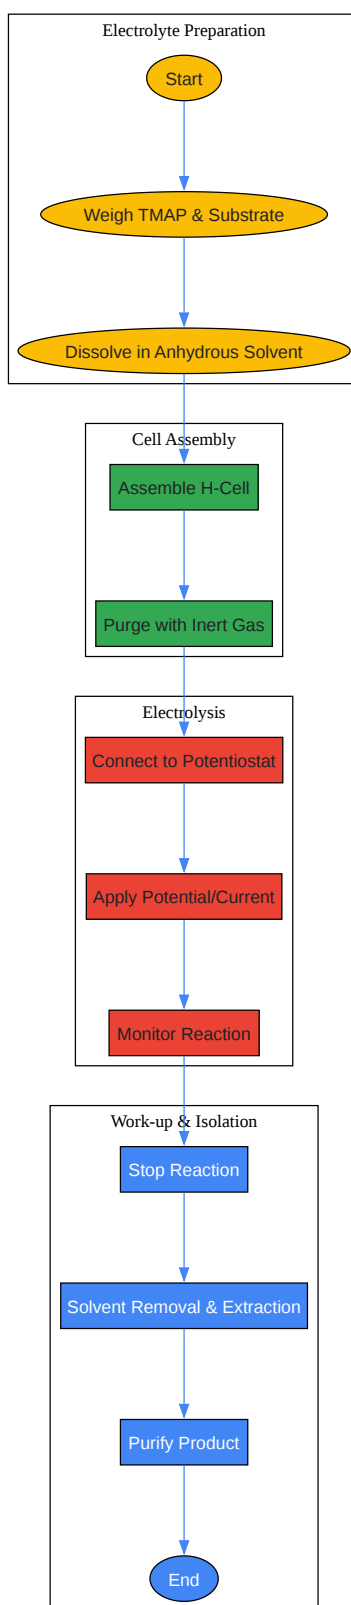 Electrolyte Preparation
Start
Weigh TMAP & Substrate
Dissolve in Anhydrous Solvent
Cell Assembly
Assemble H-Cell
Purge with Inert Gas
Electrolysis
Connect to Potentiostat
Apply Potential/Current
Monitor Reaction
Work-up & Isolation
Stop Reaction
Solvent Removal & Extraction
Purify Product
End